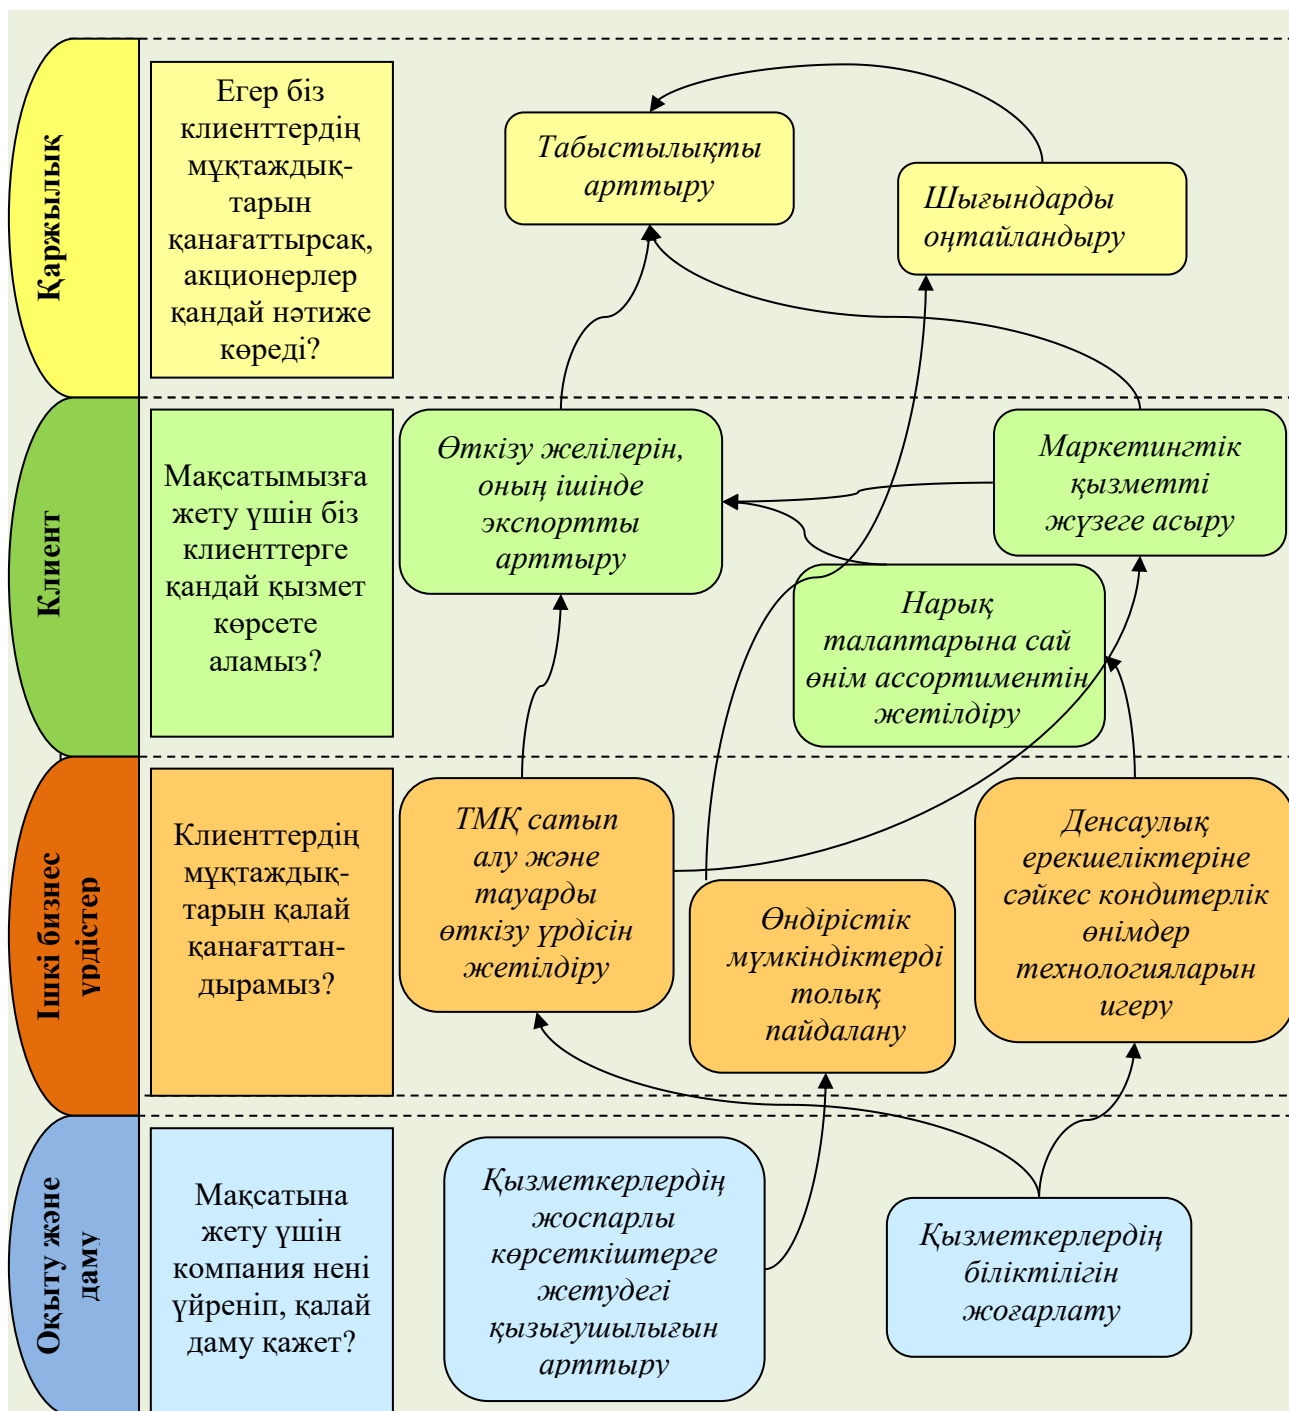 Қаржылық
Егер біз
клиенттердің
мұқтаждық-
тарын
қанағаттырсақ,
акционерлер
қандай нәтиже
көреді?
Табыстылықты
арттыру
Шығындарды
оңтайландыру
Клиент
Мақсатымызға
жету үшін біз
клиенттерге
қандай қызмет
көрсете
аламыз?
Өткізу желілерін,
оның ішінде
экспортты
арттыру
Маркетингтік
қызметті
жүзеге асыру
Нарық
талаптарына сай
өнім ассортиментін
жетілдіру
Ішкі бизнес
үрдістер
Клиенттердің
мұқтаждық-
тарын қалай
қанағаттан-
дырамыз?
ТМҚ сатып
алу және
тауарды
өткізу үрдісін
жетілдіру
Өндірістік
мүмкіндіктерді
толық
пайдалану
Денсаулық
ерекшеліктеріне
сәйкес кондитерлік
өнімдер
технологияларын
игеру
Оқыту және
даму
Мақсатына
жету үшін
компания нені
үйреніп, қалай
даму қажет?
Қызметкерлердің
жоспарлы
көрсеткіштерге
жетудегі
қызығушылығын
арттыру
Қызметкерлердің
біліктілігін
жоғарлату